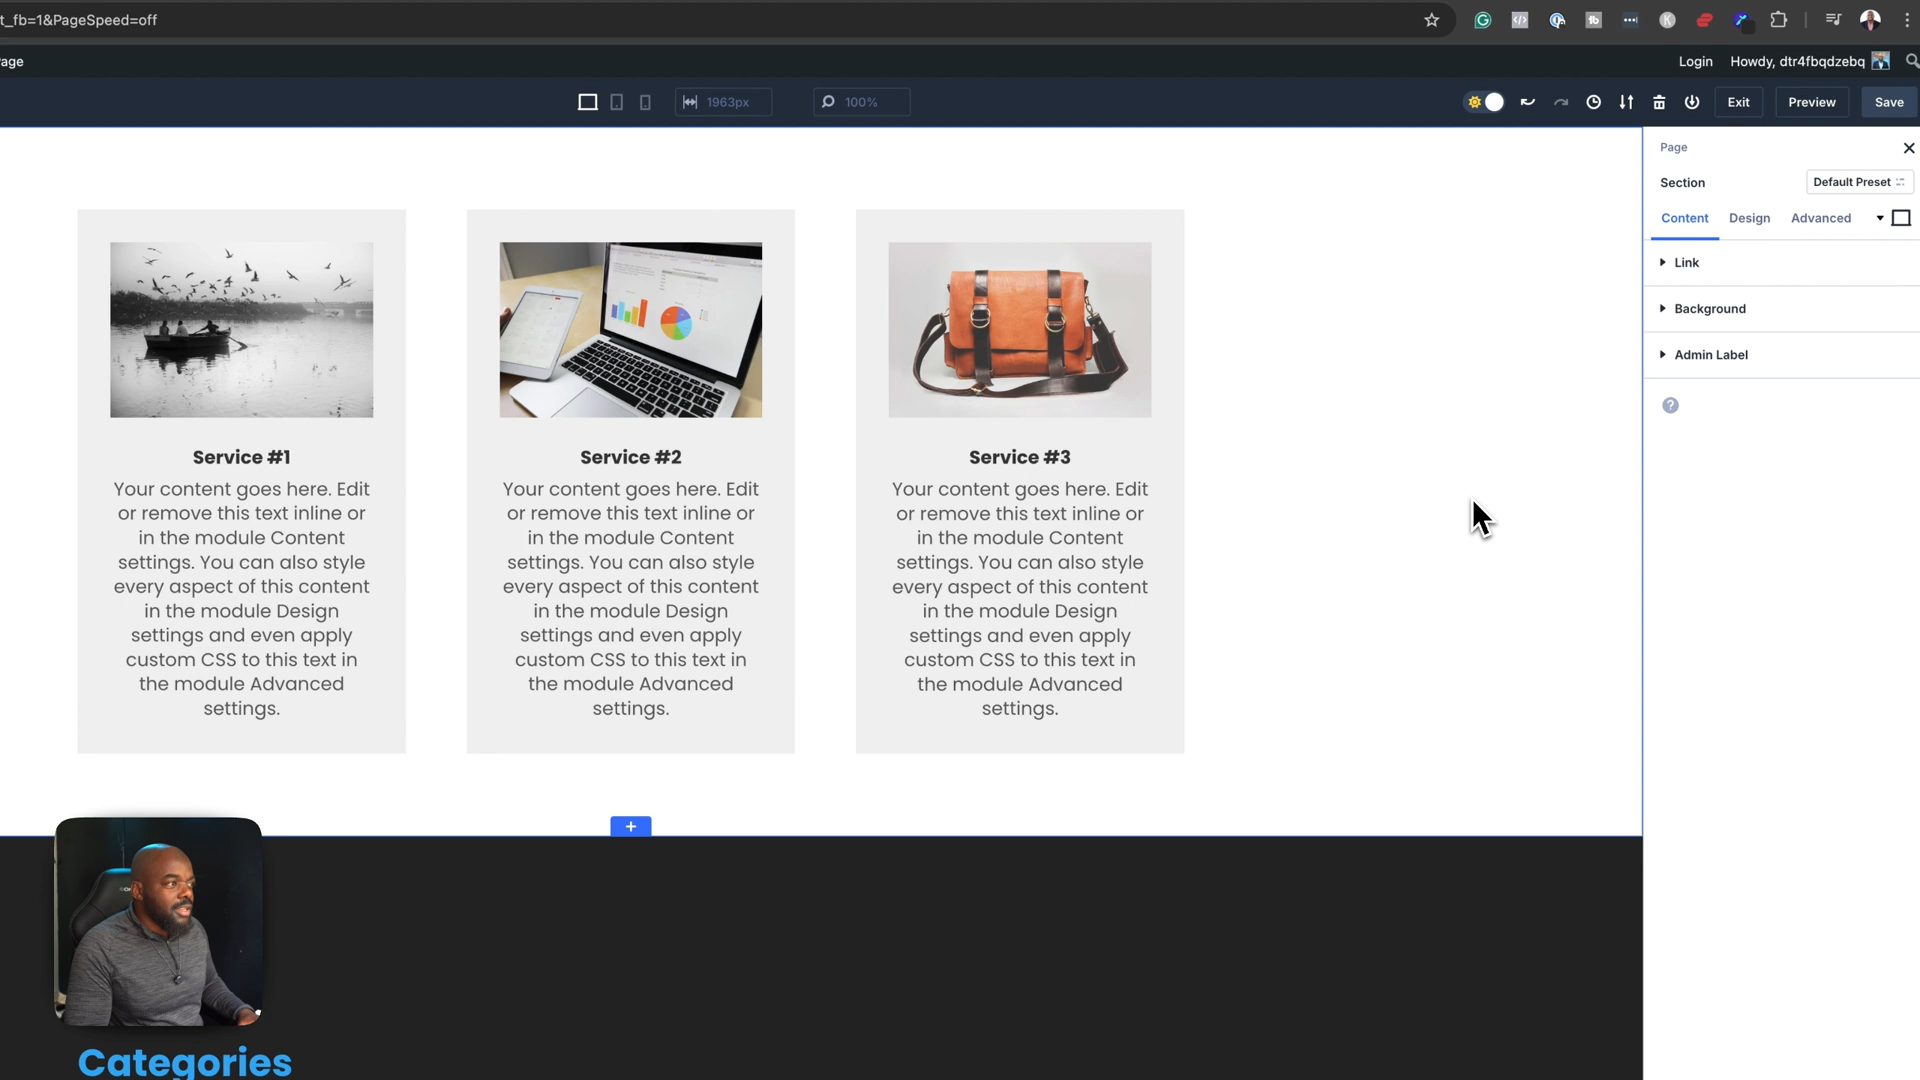 t_fb=1&PageSpeed=off
age
Login
Howdy, dtr4fbqdzebq
1963px
100%
Exit
Preview
Save
Page
Section
Default Preset
Content
Design
Advanced
Link
Background
Admin Label
Service #1
Your content goes here. Edit
or remove this text inline or
in the module Content
settings. You can also style
every aspect of this content
in the module Design
settings and even apply
custom CSS to this text in
the module Advanced
settings.
Service #2
Your content goes here. Edit
or remove this text inline or
in the module Content
settings. You can also style
every aspect of this content
in the module Design
settings and even apply
custom CSS to this text in
the module Advanced
settings.
Service #3
Your content goes here. Edit
or remove this text inline or
in the module Content
settings. You can also style
every aspect of this content
in the module Design
settings and even apply
custom CSS to this text in
the module Advanced
settings.
Categories